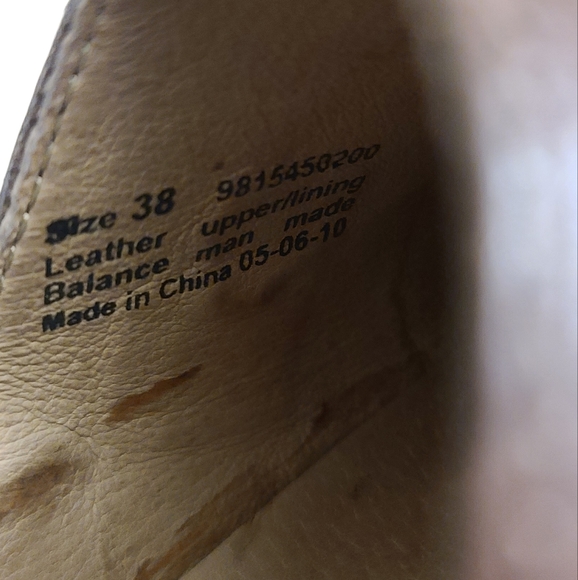 Size 38 9815450200
Leather upper/lining
Balance man made
Made in China 05-06-10